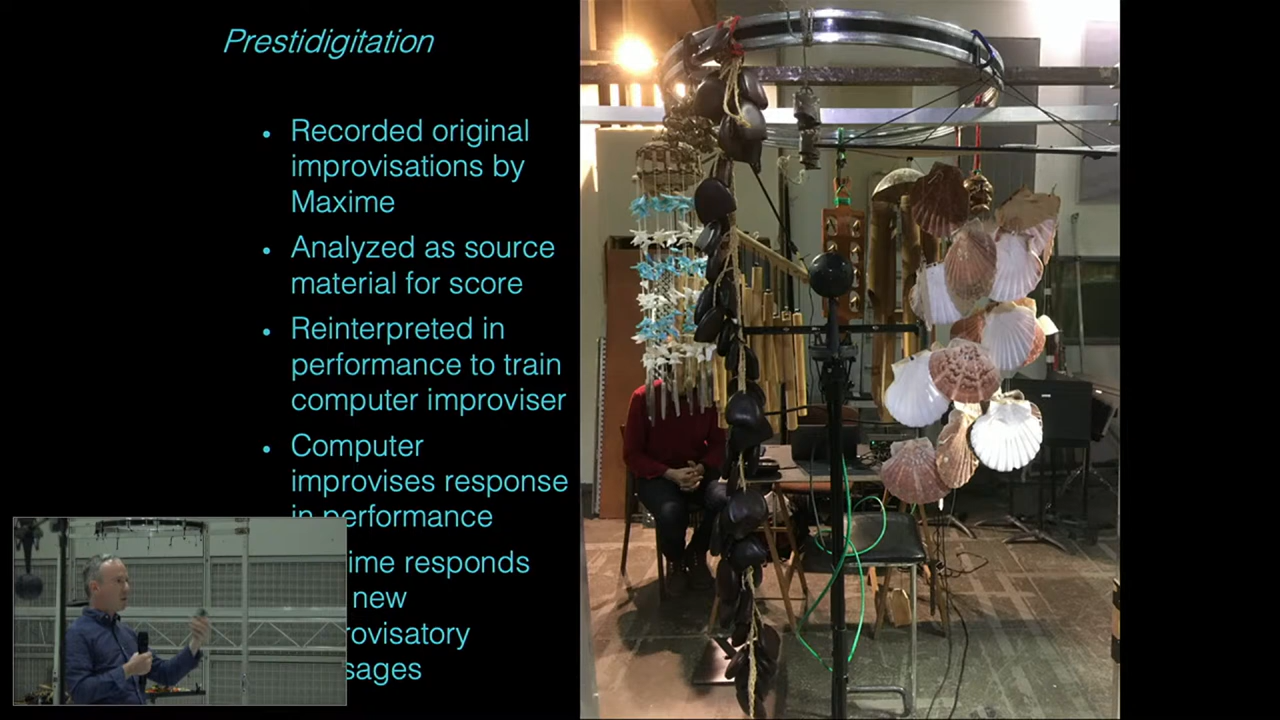 Prestidigitation
• Recorded original
improvisations by
Maxime
• Analyzed as source
material for score
• Reinterpreted in
performance to train
computer improviser
• Computer
improvises response
in performance
responds
new